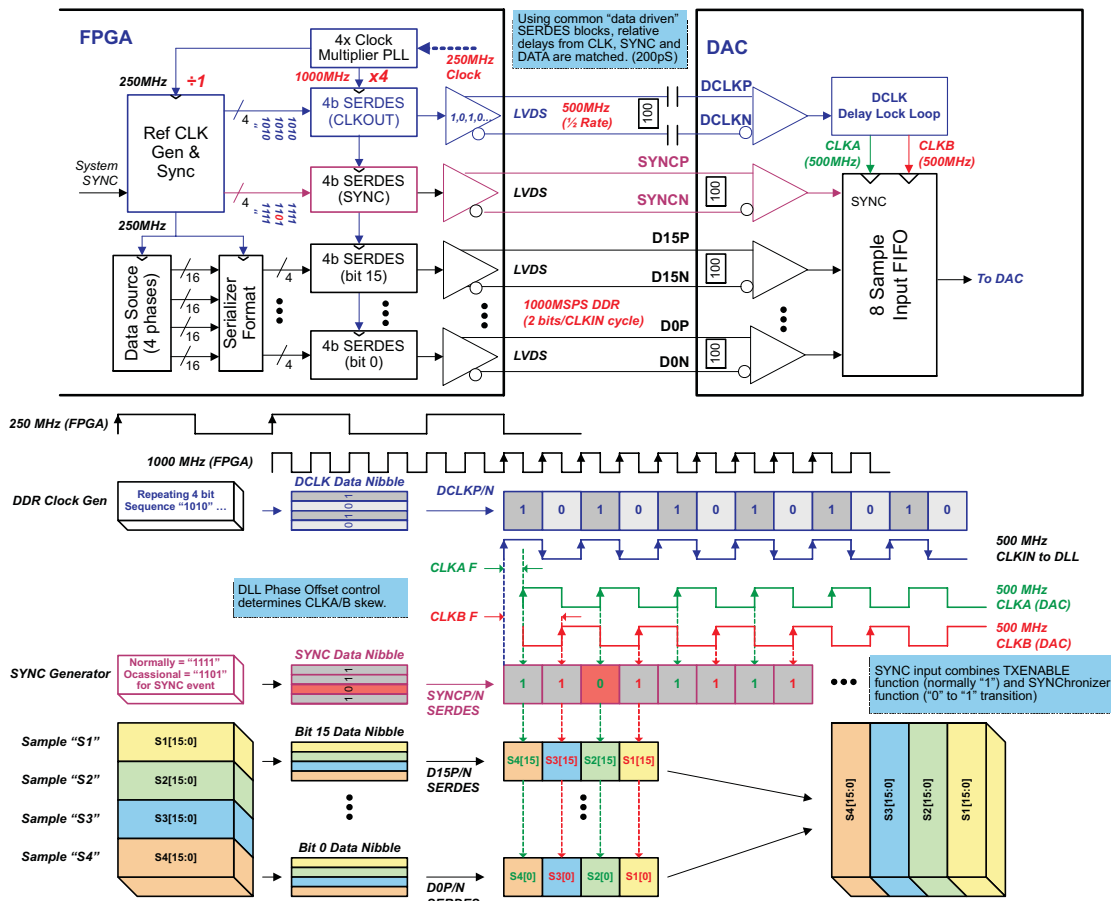 FPGA
4x Clock
Multiplier PLL
250MHz
Clock
250MHz
÷1
1000MHz
x4
Using common “data driven”
SERDES blocks, relative
delays from CLK, SYNC and
DATA are matched. (200pS)
DAC
Ref CLK
Gen &
Sync
System
SYNC
4
1010
1010
1010
"
4b SERDES
(CLKOUT)
1,0,1,0...
LVDS
500MHz
(½ Rate)
100
DCLKP
DCLKN
DCLK
Delay Lock Loop
CLKA
(500MHz)
CLKB
(500MHz)
4
1111
1101
1111
"
4b SERDES
(SYNC)
LVDS
SYNCP
SYNCN
100
SYNC
250MHz
Data Source
(4 phases)
16
16
16
16
Serializer
Format
4
4
4b SERDES
(bit 15)
LVDS
D15P
D15N
100
1000MSPS DDR
(2 bits/CLKIN cycle)
4b SERDES
(bit 0)
LVDS
D0P
D0N
100
8 Sample
Input FIFO
To DAC
250 MHz (FPGA)
1000 MHz (FPGA)
DDR Clock Gen
Repeating 4 bit
Sequence “1010” ...
DCLK Data Nibble
1
0
1
0
DCLKP/N
1 0 1 0 1 0 1 0 1 0 1 0
500 MHz
CLKIN to DLL
CLKA F
DLL Phase Offset control
determines CLKA/B skew.
500 MHz
CLKA (DAC)
CLKB F
500 MHz
CLKB (DAC)
SYNC Generator
Normally = “1111”
Ocassional = “1101”
for SYNC event
SYNC Data Nibble
1
1
0
1
SYNCP/N
SERDES
1 1 0 1 1 1 1 1
SYNC input combines TXENABLE
function (normally “1”) and SYNChronizer
function (“0” to “1” transition)
Sample “S1”
S1[15:0]
Sample “S2”
S2[15:0]
Sample “S3”
S3[15:0]
Sample “S4”
S4[15:0]
Bit 15 Data Nibble
D15P/N
SERDES
S4[15] S3[15] S2[15] S1[15]
Bit 0 Data Nibble
D0P/N
SERDES
S4[0] S3[0] S2[0] S1[0]
S4[15:0]
S3[15:0]
S2[15:0]
S1[15:0]